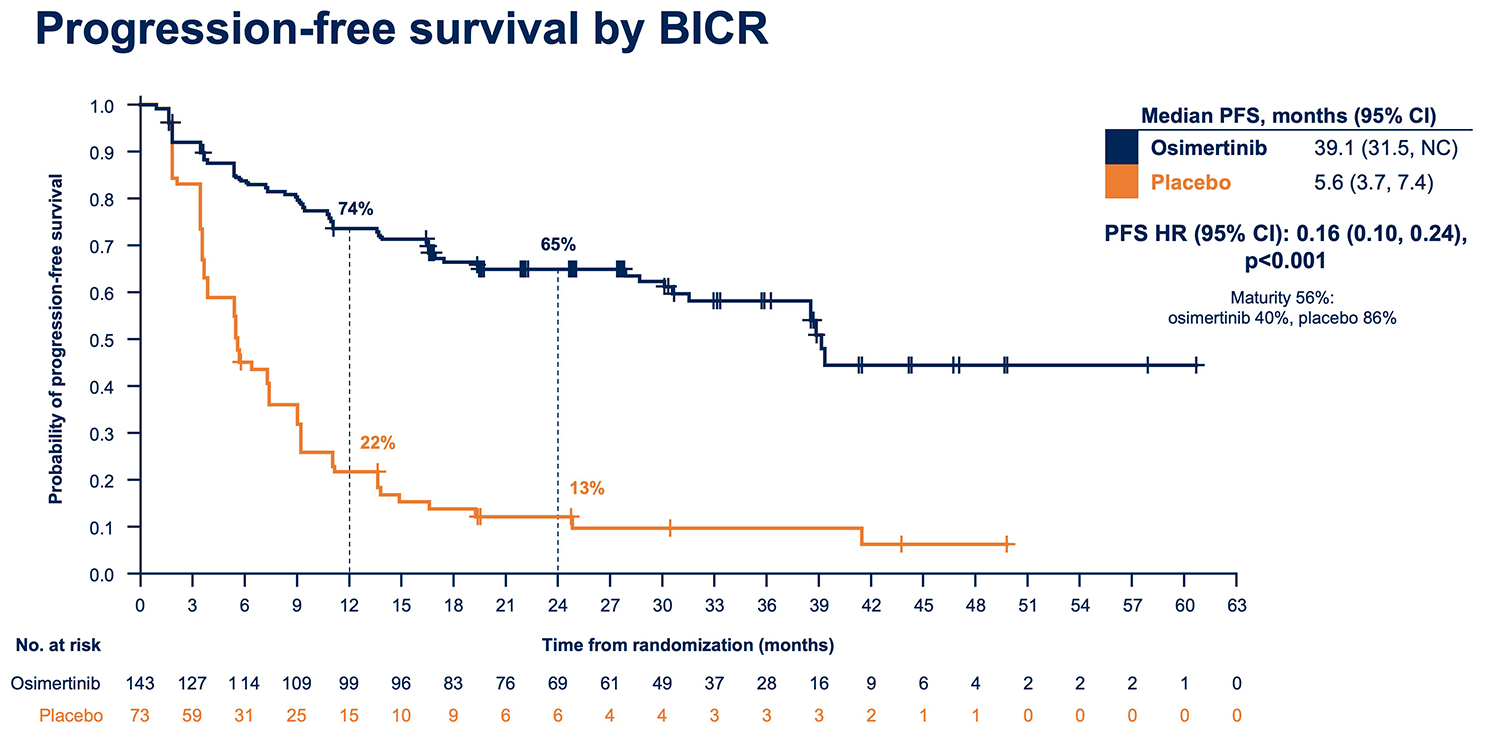 Progression-free survival by BICR
Median PFS, months (95% CI)
Osimertinib 39.1 (31.5, NC)
Placebo 5.6 (3.7, 7.4)
PFS HR (95% CI): 0.16 (0.10, 0.24),
p<0.001
Maturity 56%:
osimertinib 40%, placebo 86%
Probability of progression-free survival
1.0
0.9
0.8
0.7
0.6
0.5
0.4
0.3
0.2
0.1
0.0
74%
65%
22%
13%
0 3 6 9 12 15 18 21 24 27 30 33 36 39 42 45 48 51 54 57 60 63
No. at risk
Time from randomization (months)
Osimertinib 143 127 114 109 99 96 83 76 69 61 49 37 28 16 9 6 4 2 2 2 1 0
Placebo 73 59 31 25 15 10 9 6 6 4 4 3 3 3 2 1 1 0 0 0 0 0